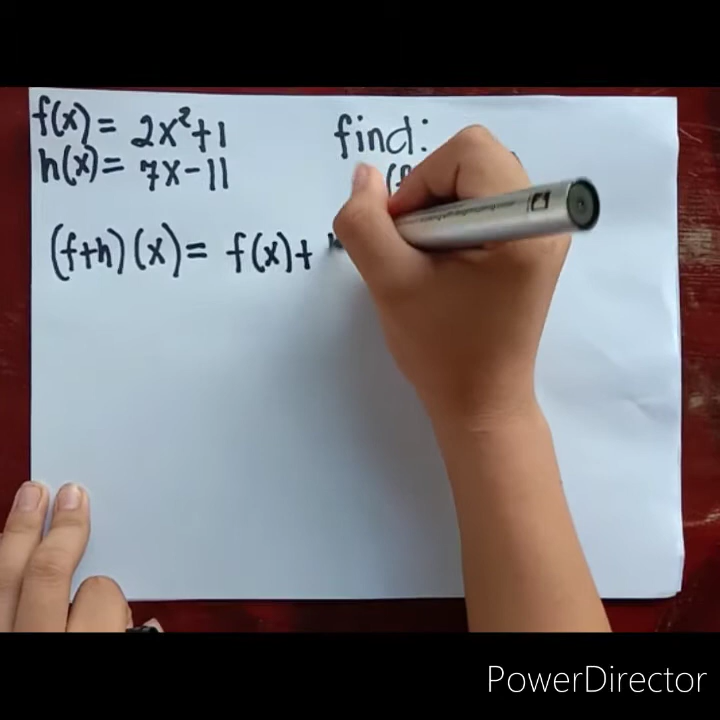 f(x) = 2x²+1
h(x) = 7x-11
find:
(f+h)(x) = f(x)+
PowerDirector